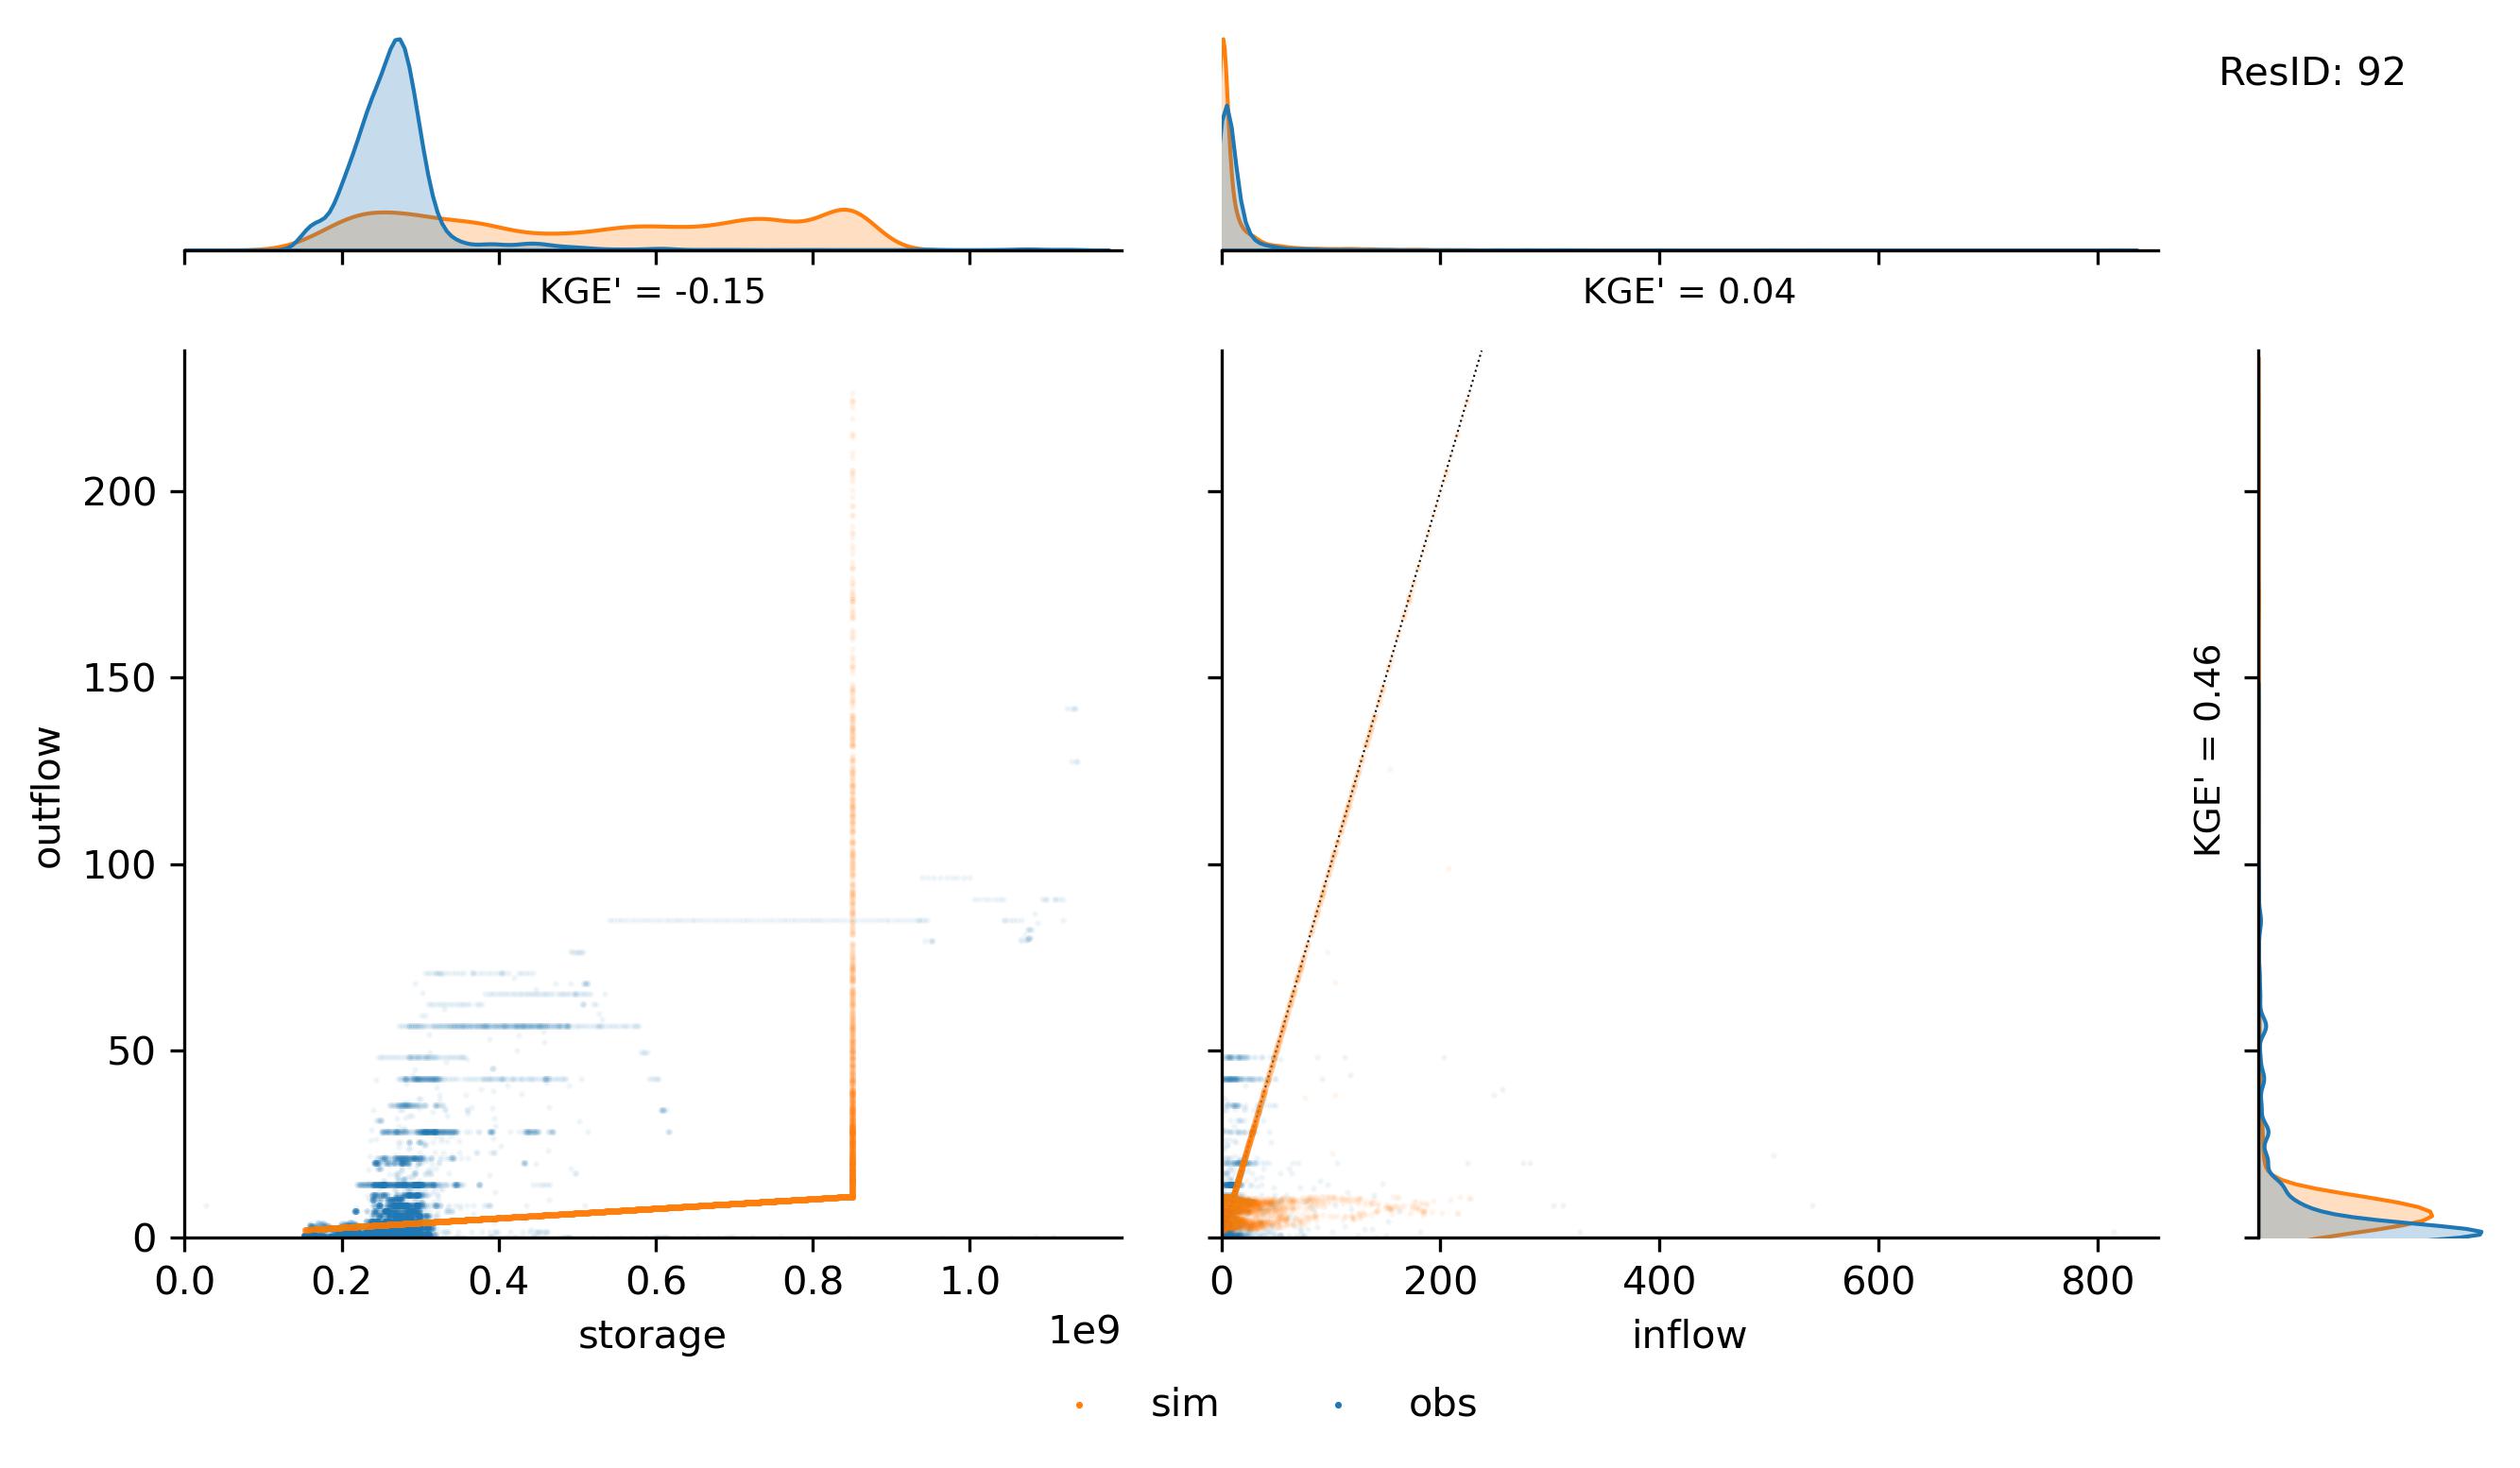 ResID: 92
KGE' = -0.15
KGE' = 0.04
200
150
100
50
0
outflow
KGE' = 0.46
0.0 0.2 0.4 0.6 0.8 1.0
0 200 400 600 800
storage
1e9
inflow
sim obs